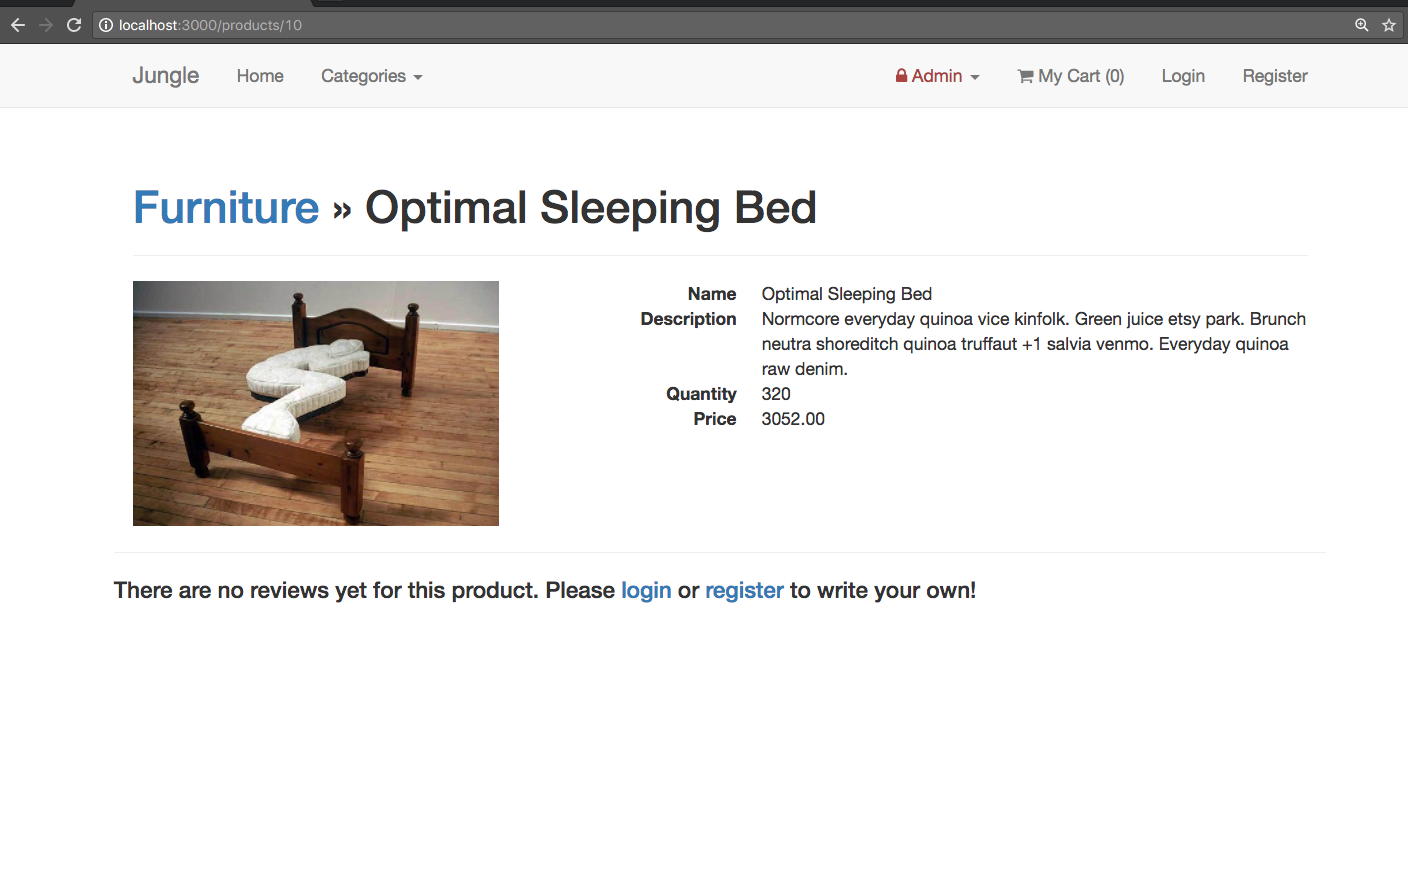 localhost:3000/products/10
Jungle Home Categories Admin My Cart (0) Login Register
Furniture » Optimal Sleeping Bed
Name Optimal Sleeping Bed
Description Normcore everyday quinoa vice kinfolk. Green juice etsy park. Brunch
neutra shoreditch quinoa truffaut +1 salvia venmo. Everyday quinoa
raw denim.
Quantity 320
Price 3052.00
There are no reviews yet for this product. Please login or register to write your own!